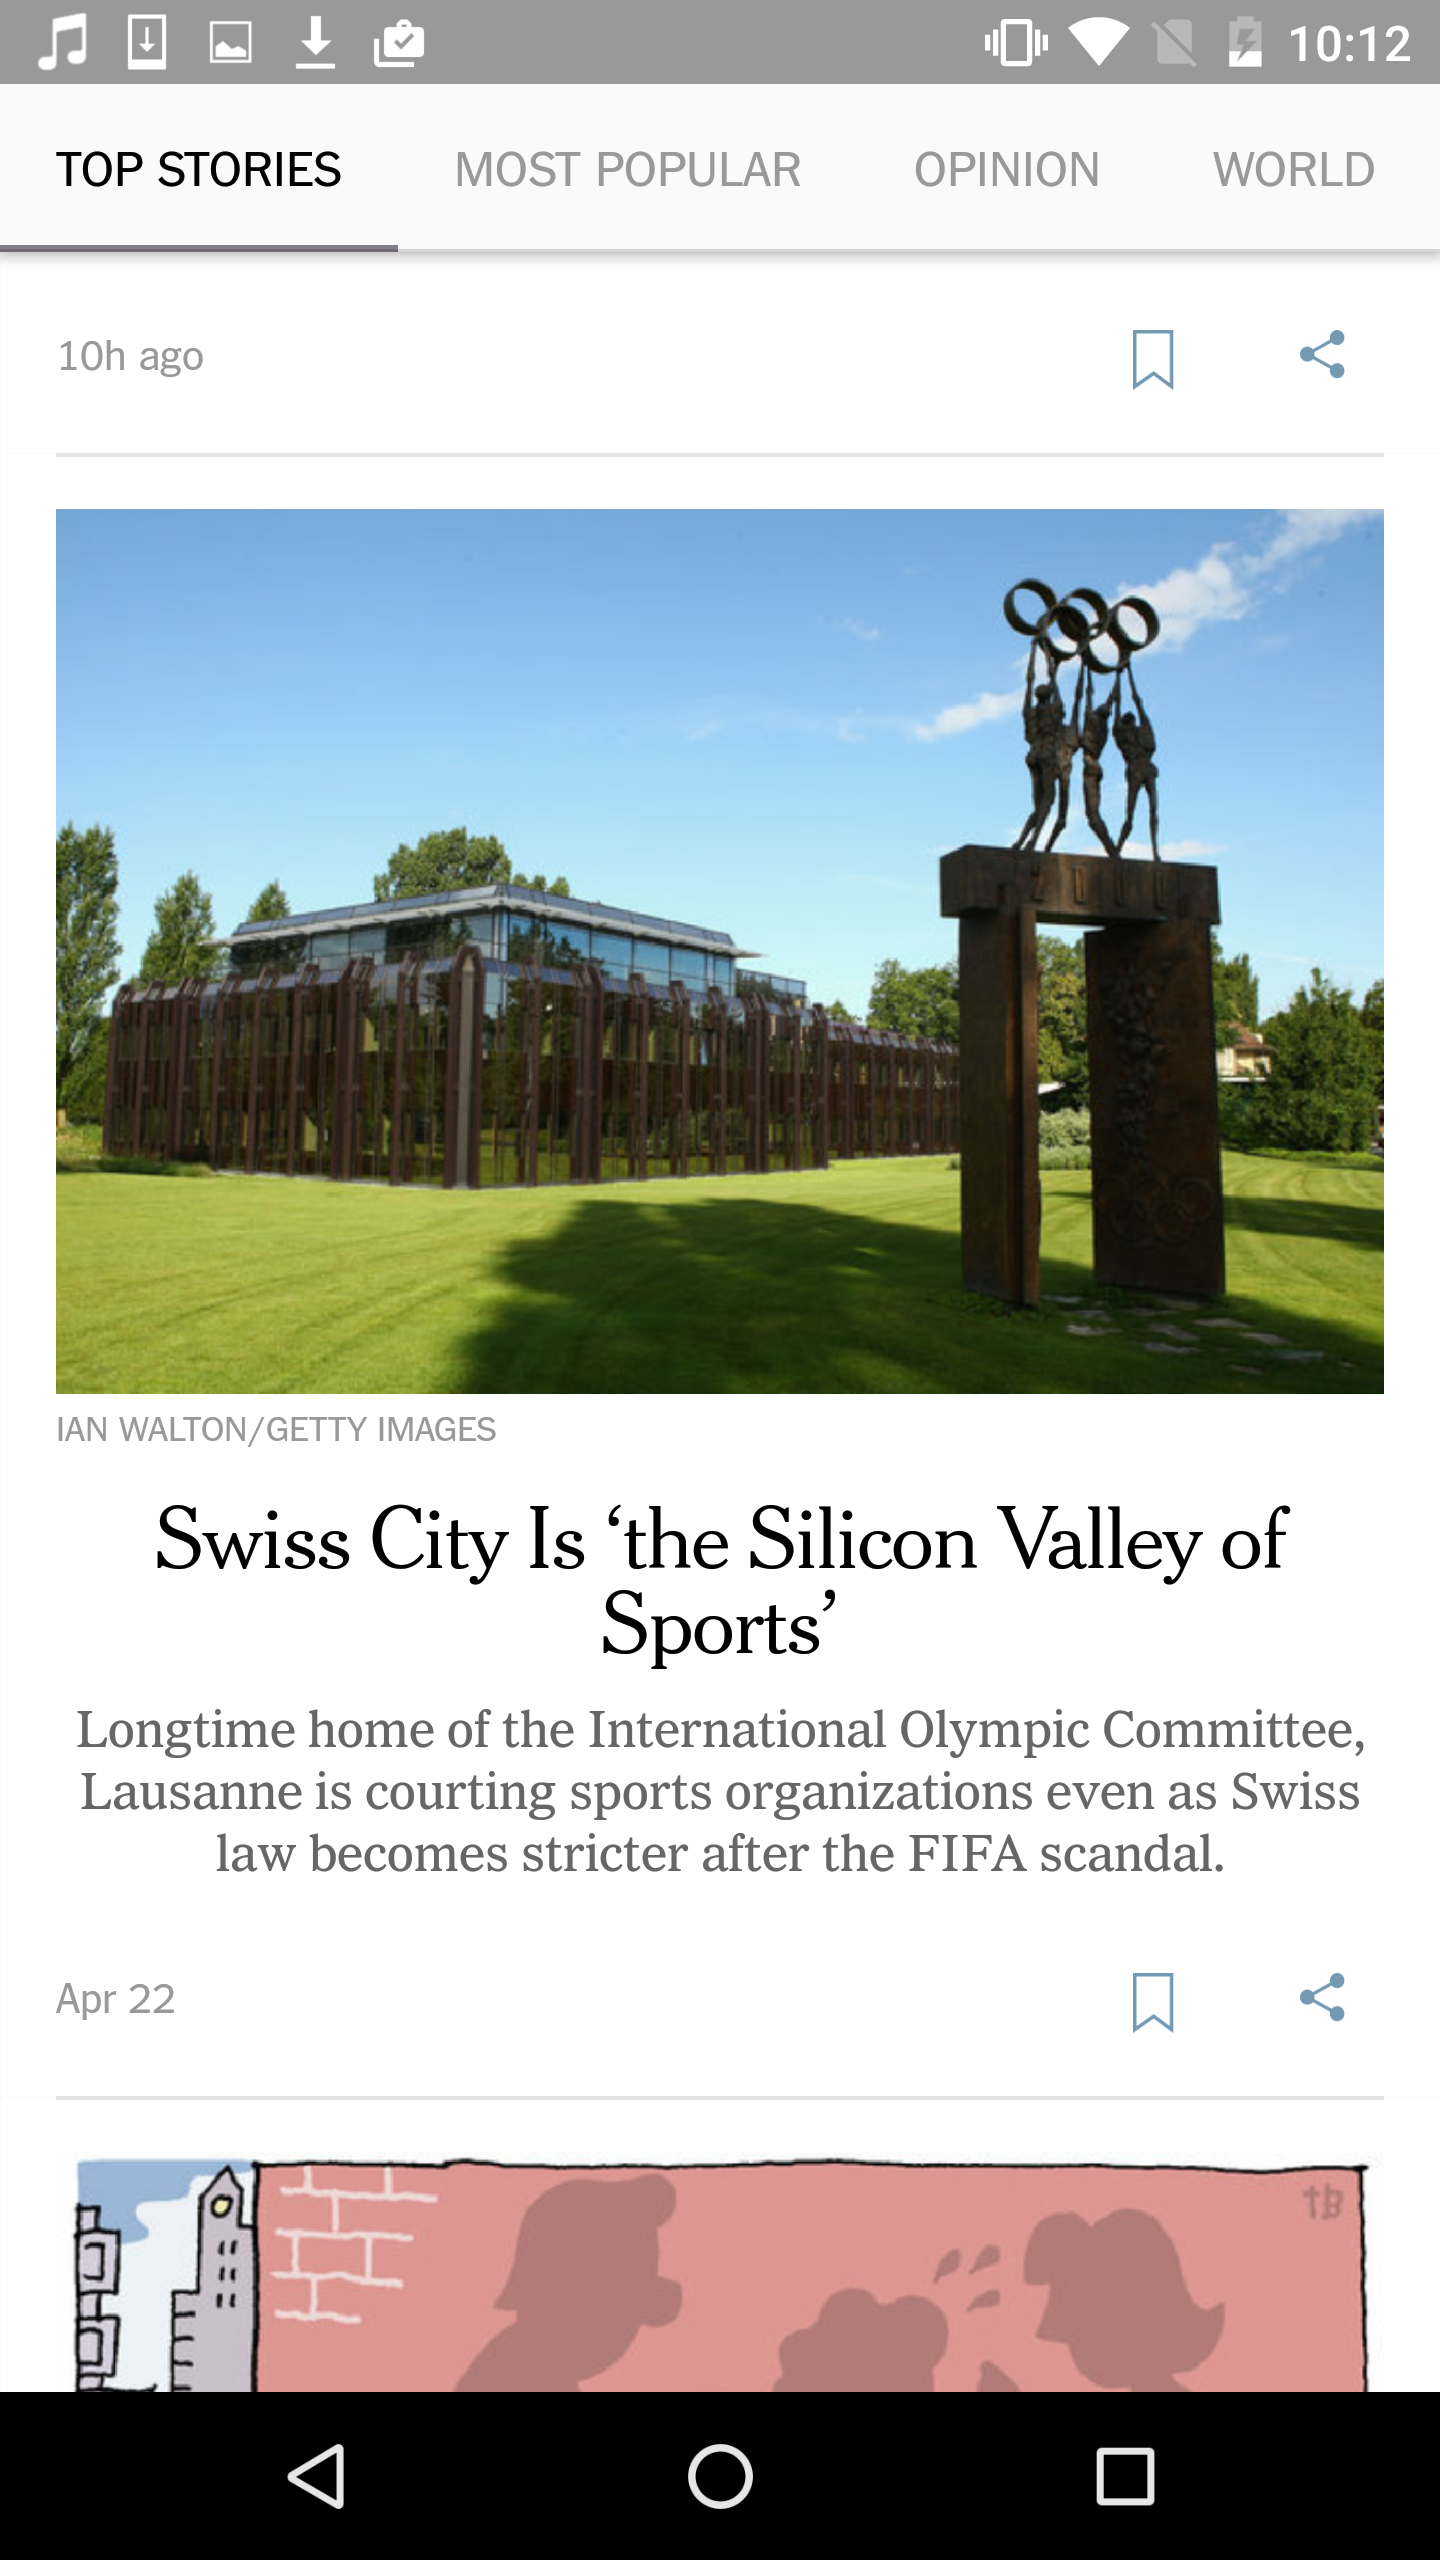 10:12
TOP STORIES
MOST POPULAR
OPINION
WORLD
10h ago
IAN WALTON/GETTY IMAGES
Swiss City Is ‘the Silicon Valley of
Sports’
Longtime home of the International Olympic Committee,
Lausanne is courting sports organizations even as Swiss
law becomes stricter after the FIFA scandal.
Apr 22